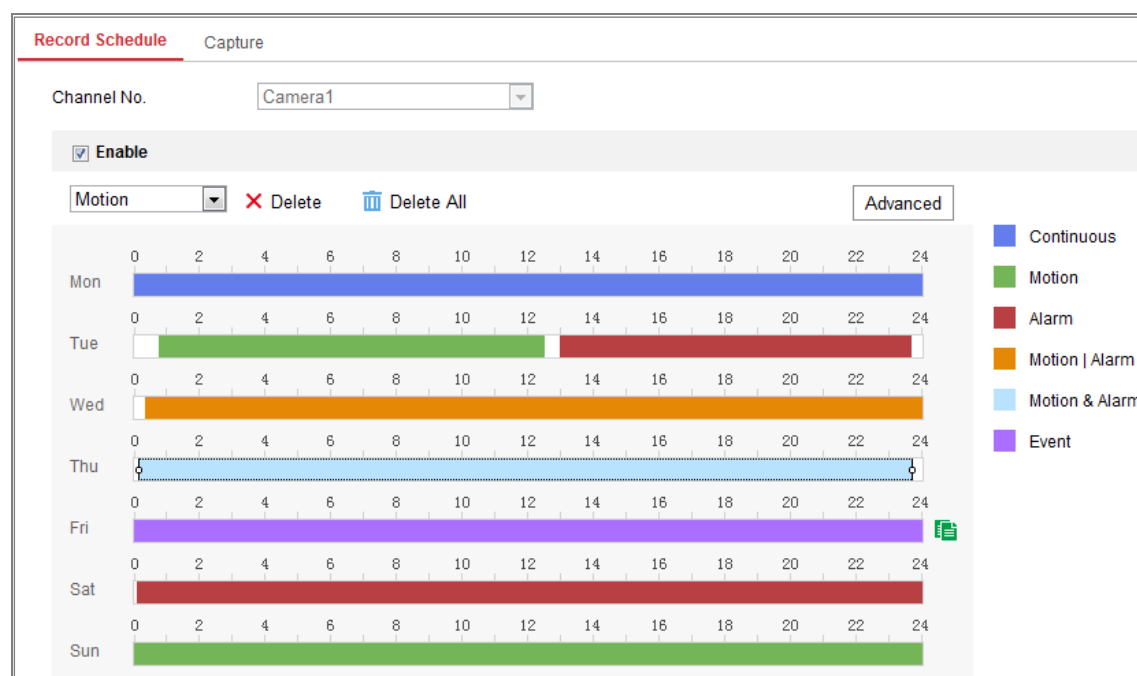 Record Schedule Capture
Channel No. Camera1
Enable
Motion Delete Delete All Advanced
Continuous
Motion
Alarm
Motion | Alarm
Motion & Alarm
Event
0 2 4 6 8 10 12 14 16 18 20 22 24
Mon
0 2 4 6 8 10 12 14 16 18 20 22 24
Tue
0 2 4 6 8 10 12 14 16 18 20 22 24
Wed
0 2 4 6 8 10 12 14 16 18 20 22 24
Thu
0 2 4 6 8 10 12 14 16 18 20 22 24
Fri
0 2 4 6 8 10 12 14 16 18 20 22 24
Sat
0 2 4 6 8 10 12 14 16 18 20 22 24
Sun